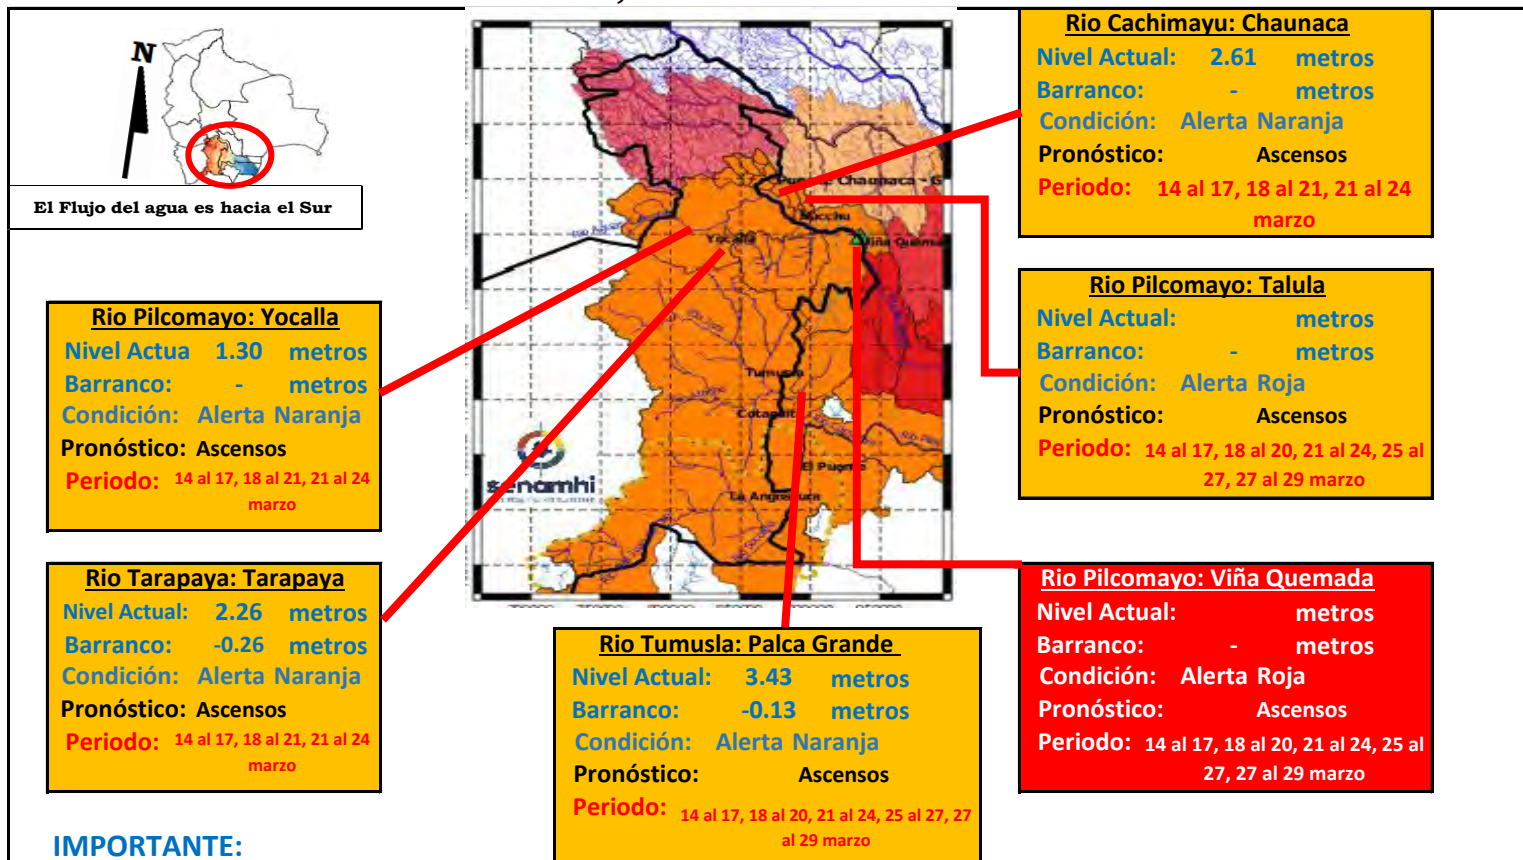 N
El Flujo del agua es hacia el Sur
Rio Cachimayu: Chaunaca
Nivel Actual: 2.61 metros
Barranco: - metros
Condición: Alerta Naranja
Pronóstico: Ascensos
Periodo: 14 al 17, 18 al 21, 21 al 24
marzo
Rio Pilcomayo: Talula
Nivel Actual: metros
Barranco: - metros
Condición: Alerta Roja
Pronóstico: Ascensos
Periodo: 14 al 17, 18 al 20, 21 al 24, 25 al
27, 27 al 29 marzo
Rio Pilcomayo: Yocalla
Nivel Actua 1.30 metros
Barranco: - metros
Condición: Alerta Naranja
Pronóstico: Ascensos
Periodo: 14 al 17, 18 al 21, 21 al 24
marzo
Chaunaca - G
Yocalla
Viña Quema
Tumusla
Cotagaita
El Puente
La Angostura
senamhi
Rio Tarapaya: Tarapaya
Nivel Actual: 2.26 metros
Barranco: -0.26 metros
Condición: Alerta Naranja
Pronóstico: Ascensos
Periodo: 14 al 17, 18 al 21, 21 al 24
marzo
Rio Tumusla: Palca Grande
Nivel Actual: 3.43 metros
Barranco: -0.13 metros
Condición: Alerta Naranja
Pronóstico: Ascensos
Periodo: 14 al 17, 18 al 20, 21 al 24, 25 al 27, 27
al 29 marzo
Rio Pilcomayo: Viña Quemada
Nivel Actual: metros
Barranco: - metros
Condición: Alerta Roja
Pronóstico: Ascensos
Periodo: 14 al 17, 18 al 20, 21 al 24, 25 al
27, 27 al 29 marzo
IMPORTANTE: